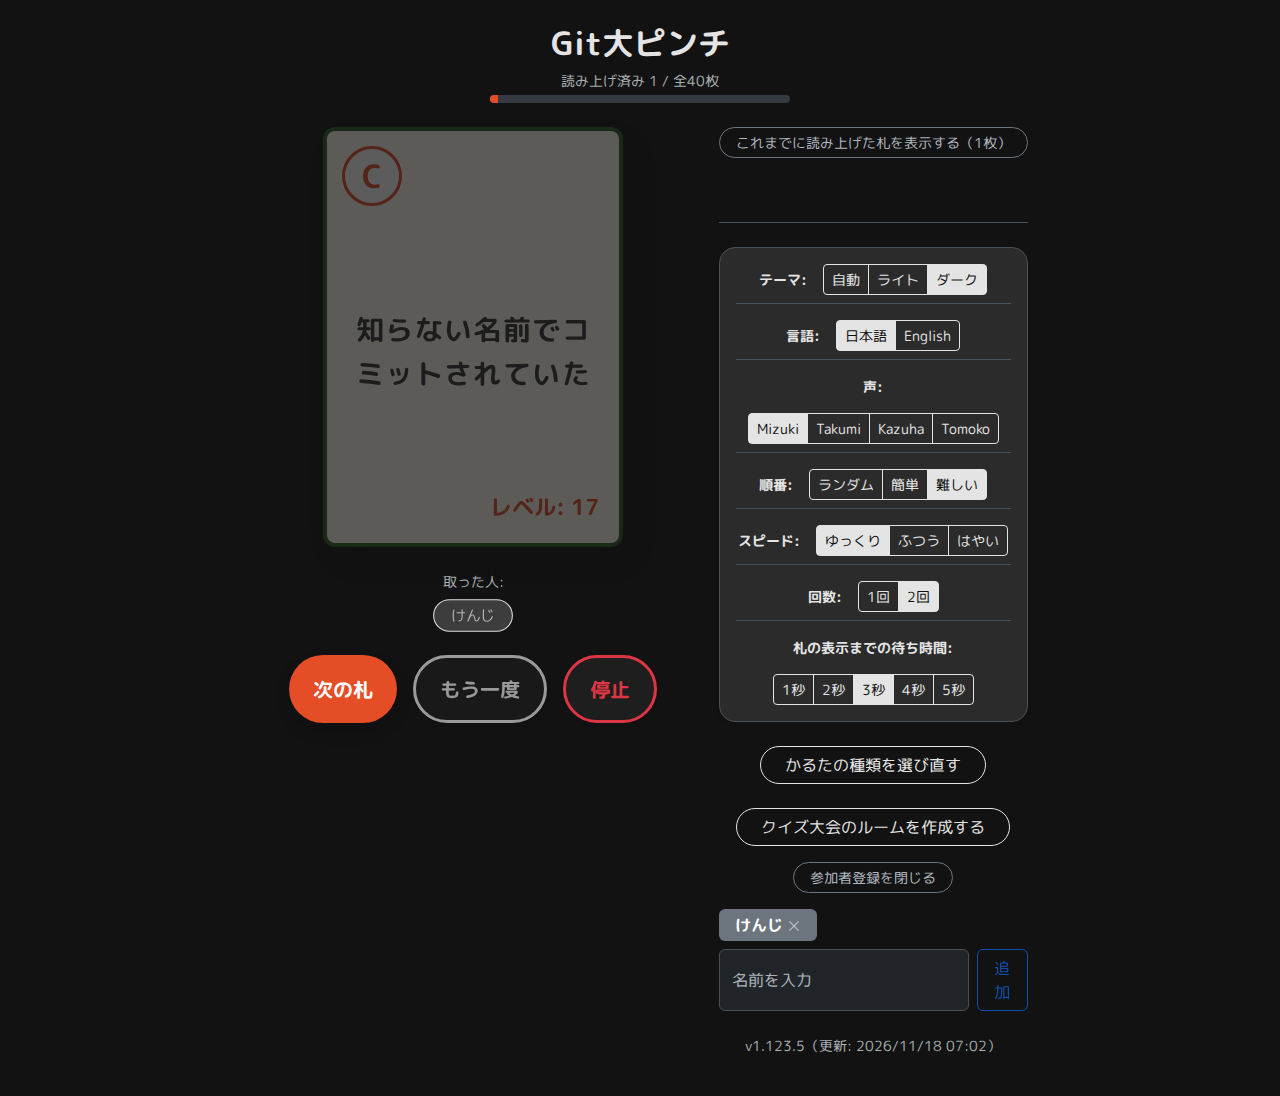 Git大ピンチ
読み上げ済み 1 / 全40枚
C
知らない名前でコ
ミットされていた
レベル: 17
取った人:
けんじ
次の札 もう一度 停止
これまでに読み上げた札を表示する（1枚）
テーマ: 自動 ライト ダーク
言語: 日本語 English
声:
Mizuki Takumi Kazuha Tomoko
順番: ランダム 簡単 難しい
スピード: ゆっくり ふつう はやい
回数: 1回 2回
札の表示までの待ち時間:
1秒 2秒 3秒 4秒 5秒
かるたの種類を選び直す
クイズ大会のルームを作成する
参加者登録を閉じる
けんじ ×
名前を入力
追
加
v1.123.5（更新: 2026/11/18 07:02）